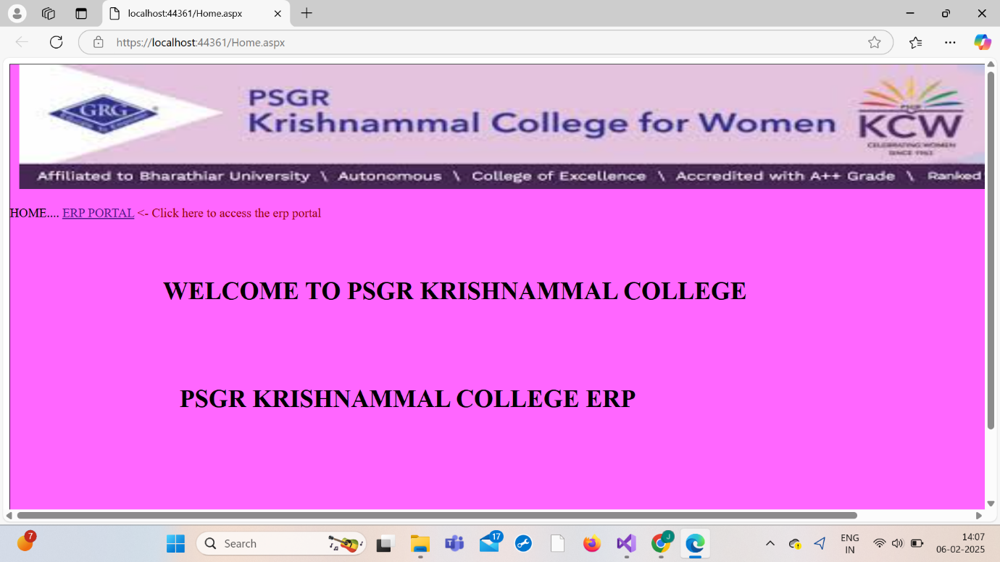 localhost:44361/Home.aspx
https://localhost:44361/Home.aspx
GRG
PSGR
Krishnammal College for Women
PSGR
KCW
CELEBRATING WOMEN
SINCE 1963
Affiliated to Bharathiar University \ Autonomous \ College of Excellence \ Accredited with A++ Grade \ Ranked
HOME.... ERP PORTAL <- Click here to access the erp portal
WELCOME TO PSGR KRISHNAMMAL COLLEGE
PSGR KRISHNAMMAL COLLEGE ERP
7
Search
17
J
ENG
IN
14:07
06-02-2025